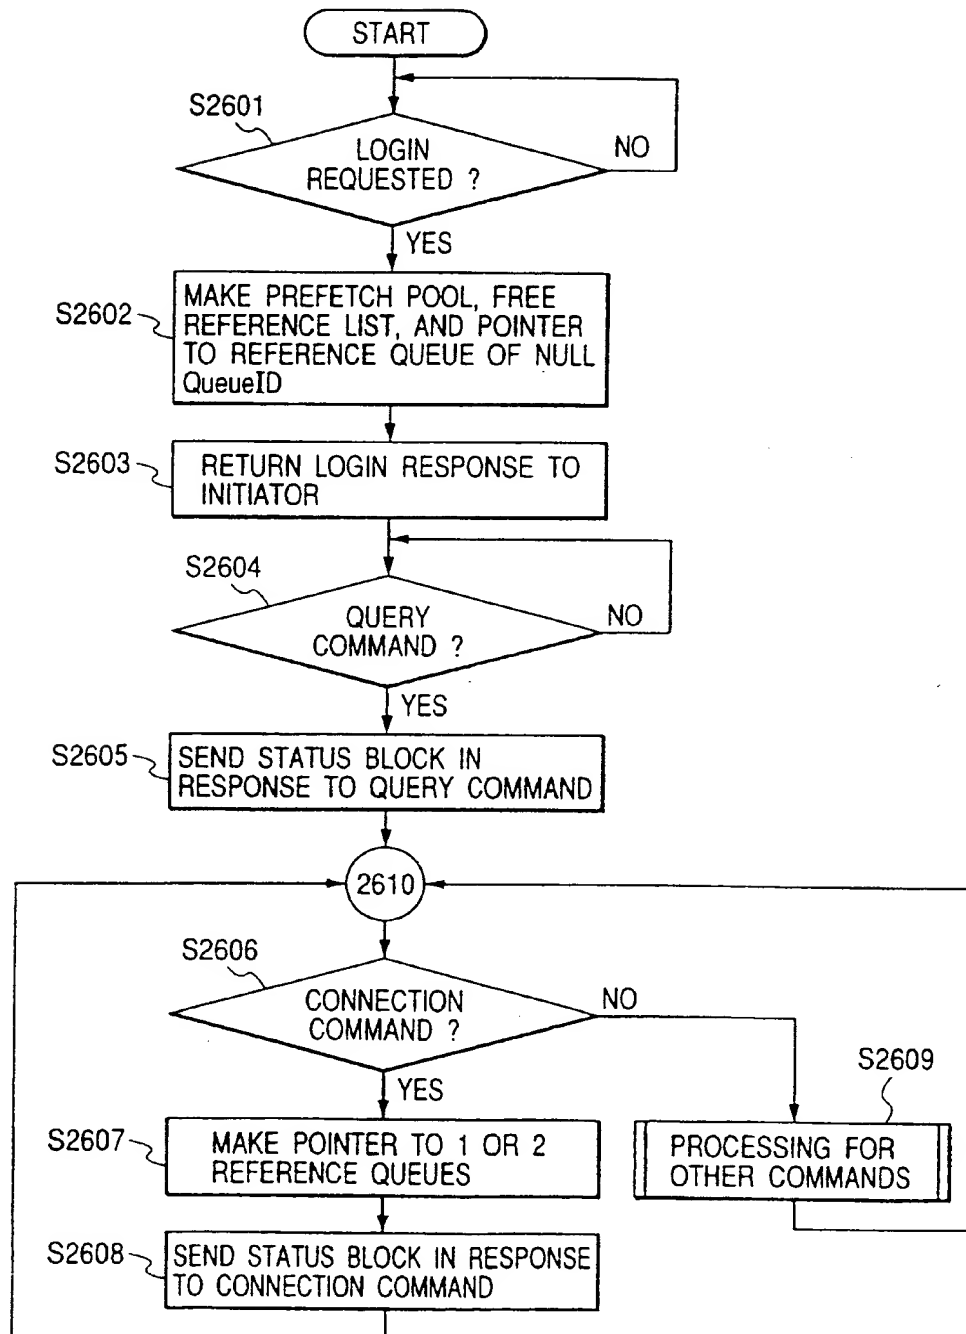 START
S2601
LOGIN
REQUESTED ?
NO
YES
S2602
MAKE PREFETCH POOL, FREE
REFERENCE LIST, AND POINTER
TO REFERENCE QUEUE OF NULL
QueueID
S2603
RETURN LOGIN RESPONSE TO
INITIATOR
S2604
QUERY
COMMAND ?
NO
YES
S2605
SEND STATUS BLOCK IN
RESPONSE TO QUERY COMMAND
2610
S2606
CONNECTION
COMMAND ?
NO
YES
S2609
PROCESSING FOR
OTHER COMMANDS
S2607
MAKE POINTER TO 1 OR 2
REFERENCE QUEUES
S2608
SEND STATUS BLOCK IN RESPONSE
TO CONNECTION COMMAND